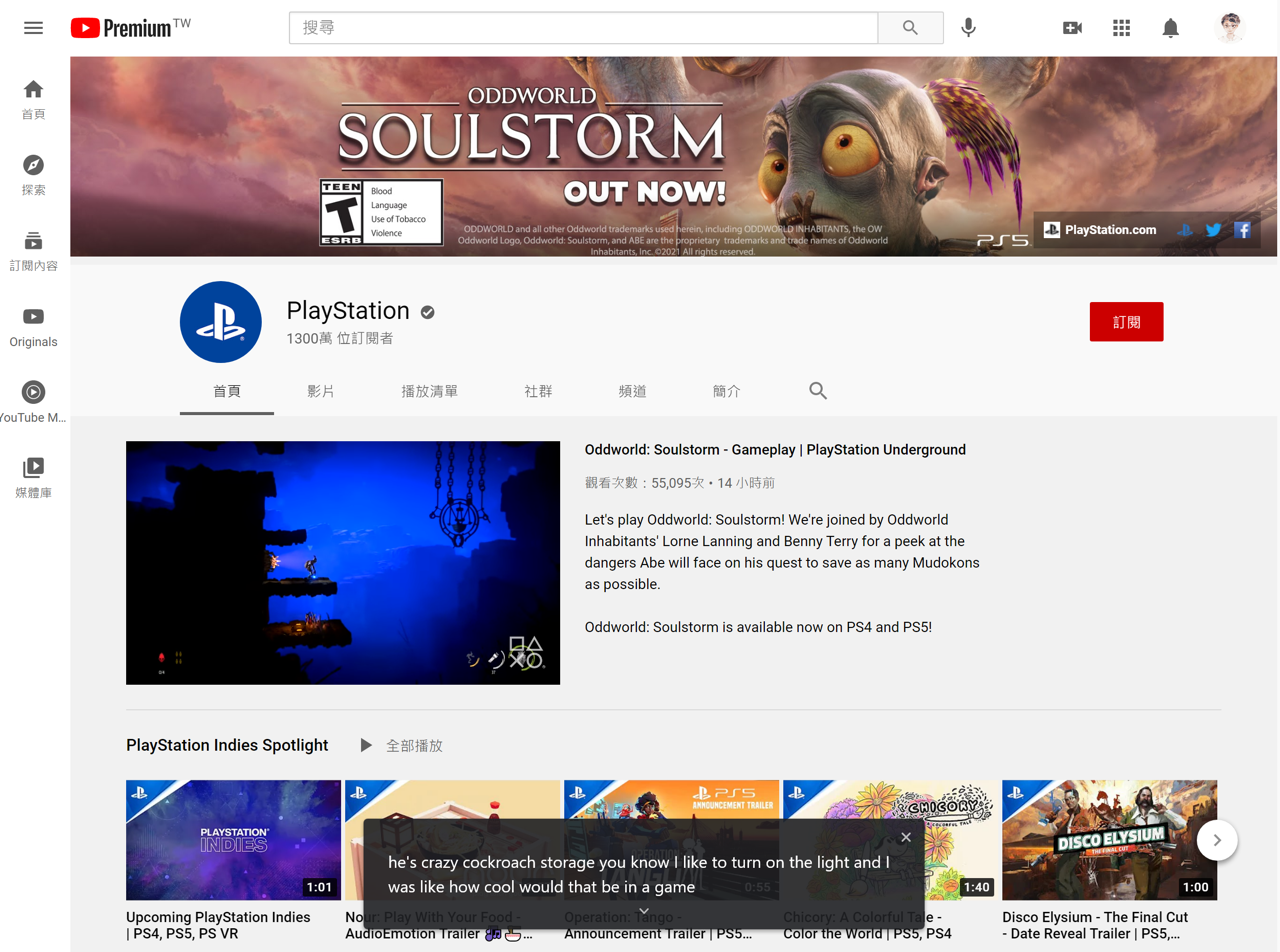 Premium TW
搜尋
首頁
探索
訂閱內容
Originals
YouTube M...
媒體庫
ODDWORLD
SOULSTORM
OUT NOW!
TEEN
T
ESRB
Blood
Language
Use of Tobacco
Violence
ODDWORLD and all other Oddworld trademarks used herein, including ODDWORLD INHABITANTS, the OW
Oddworld Logo, Oddworld: Soulstorm, and ABE are the proprietary trademarks and trade names of Oddworld
Inhabitants, Inc. ©2021 All rights reserved.
PS5
PlayStation.com
PlayStation
1300萬 位訂閱者
訂閱
首頁 影片 播放清單 社群 頻道 簡介
Oddworld: Soulstorm - Gameplay | PlayStation Underground
觀看次數：55,095次 • 14 小時前
Let's play Oddworld: Soulstorm! We're joined by Oddworld
Inhabitants' Lorne Lanning and Benny Terry for a peek at the
dangers Abe will face on his quest to save as many Mudokons
as possible.
Oddworld: Soulstorm is available now on PS4 and PS5!
PlayStation Indies Spotlight
全部播放
PLAYSTATION
INDIES
1:01
PS5
ANNOUNCEMENT TRAILER
0:55
CHICORY
A COLORFUL TALE
1:40
DISCO ELYSIUM
THE FINAL CUT
1:00
he's crazy cockroach storage you know I like to turn on the light and I
was like how cool would that be in a game
Upcoming PlayStation Indies
| PS4, PS5, PS VR
Nour: Play With Your Food -
AudioEmotion Trailer 🎶🍜...
Operation: Tango -
Announcement Trailer | PS5...
Chicory: A Colorful Tale -
Color the World | PS5, PS4
Disco Elysium - The Final Cut
- Date Reveal Trailer | PS5,...